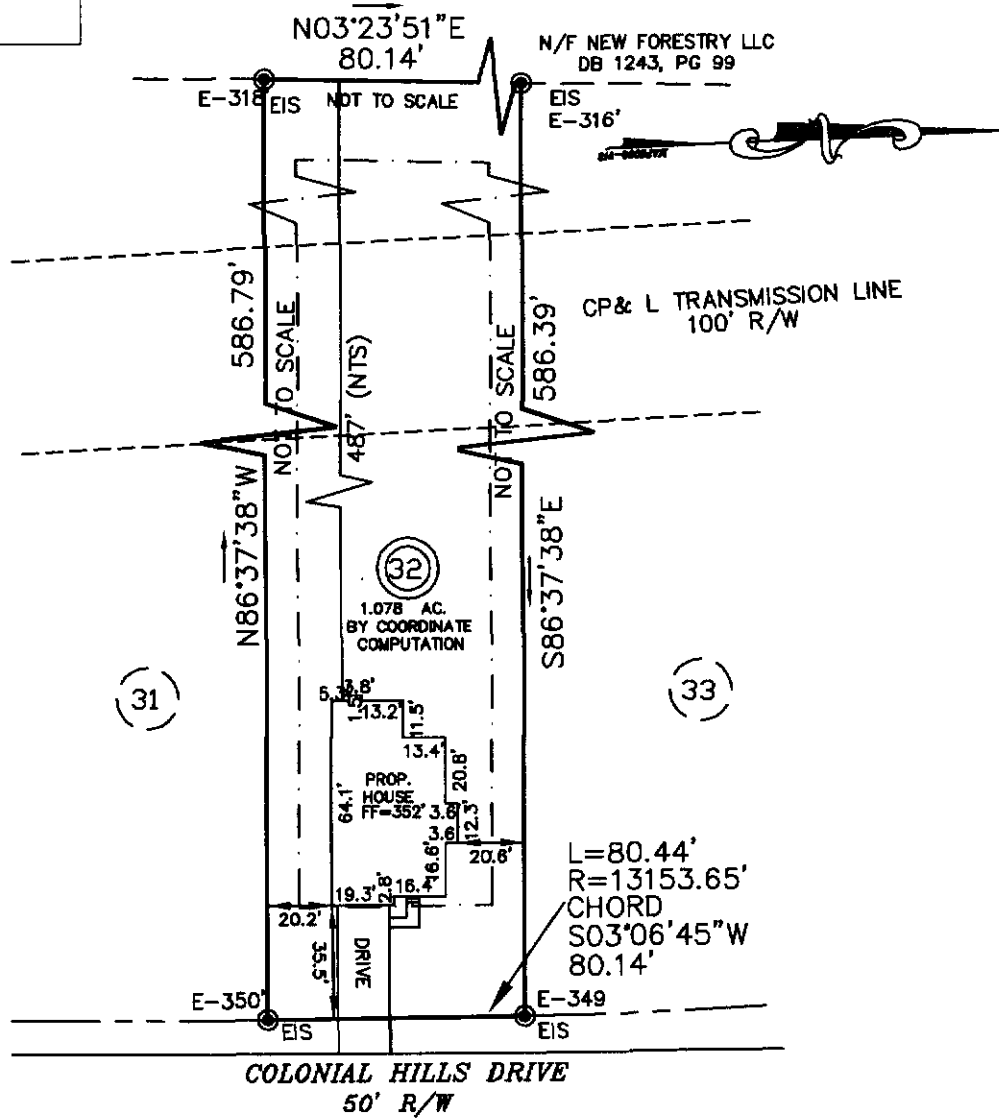 N03°23'51"E
80.14'
N/F NEW FORESTRY LLC
DB 1243, PG 99
E-318
EIS
NOT TO SCALE
EIS
E-316'
586.79'
NOT TO SCALE
487' (NTS)
NOT TO SCALE
586.39'
CP& L TRANSMISSION LINE
100' R/W
N86°37'38"W
S86°37'38"E
32
1.078 AC.
BY COORDINATE
COMPUTATION
31
33
3.8'
13.2'
11.5'
13.4'
20.8'
64.1'
PROP.
HOUSE
FF=352'
3.6'
12.3'
3.6
20.6'
16.6'
19.3'
2.8'
16.4'
20.2'
35.5'
DRIVE
L=80.44'
R=13153.65'
CHORD
S03°06'45"W
80.14'
E-350'
EIS
E-349
EIS
COLONIAL HILLS DRIVE
50' R/W